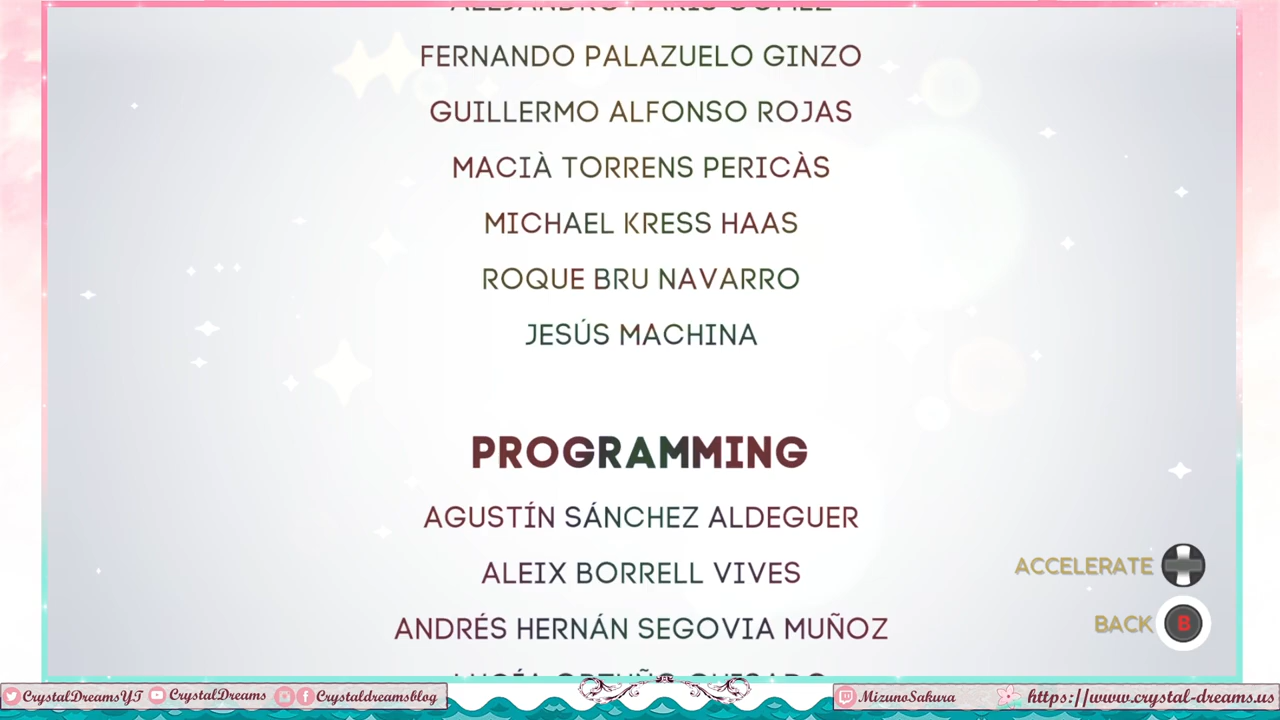 FERNANDO PALAZUELO GINZO
GUILLERMO ALFONSO ROJAS
MACIÀ TORRENS PERICÀS
MICHAEL KRESS HAAS
ROQUE BRU NAVARRO
JESÚS MACHINA
PROGRAMMING
AGUSTÍN SÁNCHEZ ALDEGUER
ALEIX BORRELL VIVES
ANDRÉS HERNÁN SEGOVIA MUÑOZ
ACCELERATE
BACK B
CrystalDreamsYT CrystalDreams Crystaldreamsblog MizunoSakura https://www.crystal-dreams.us